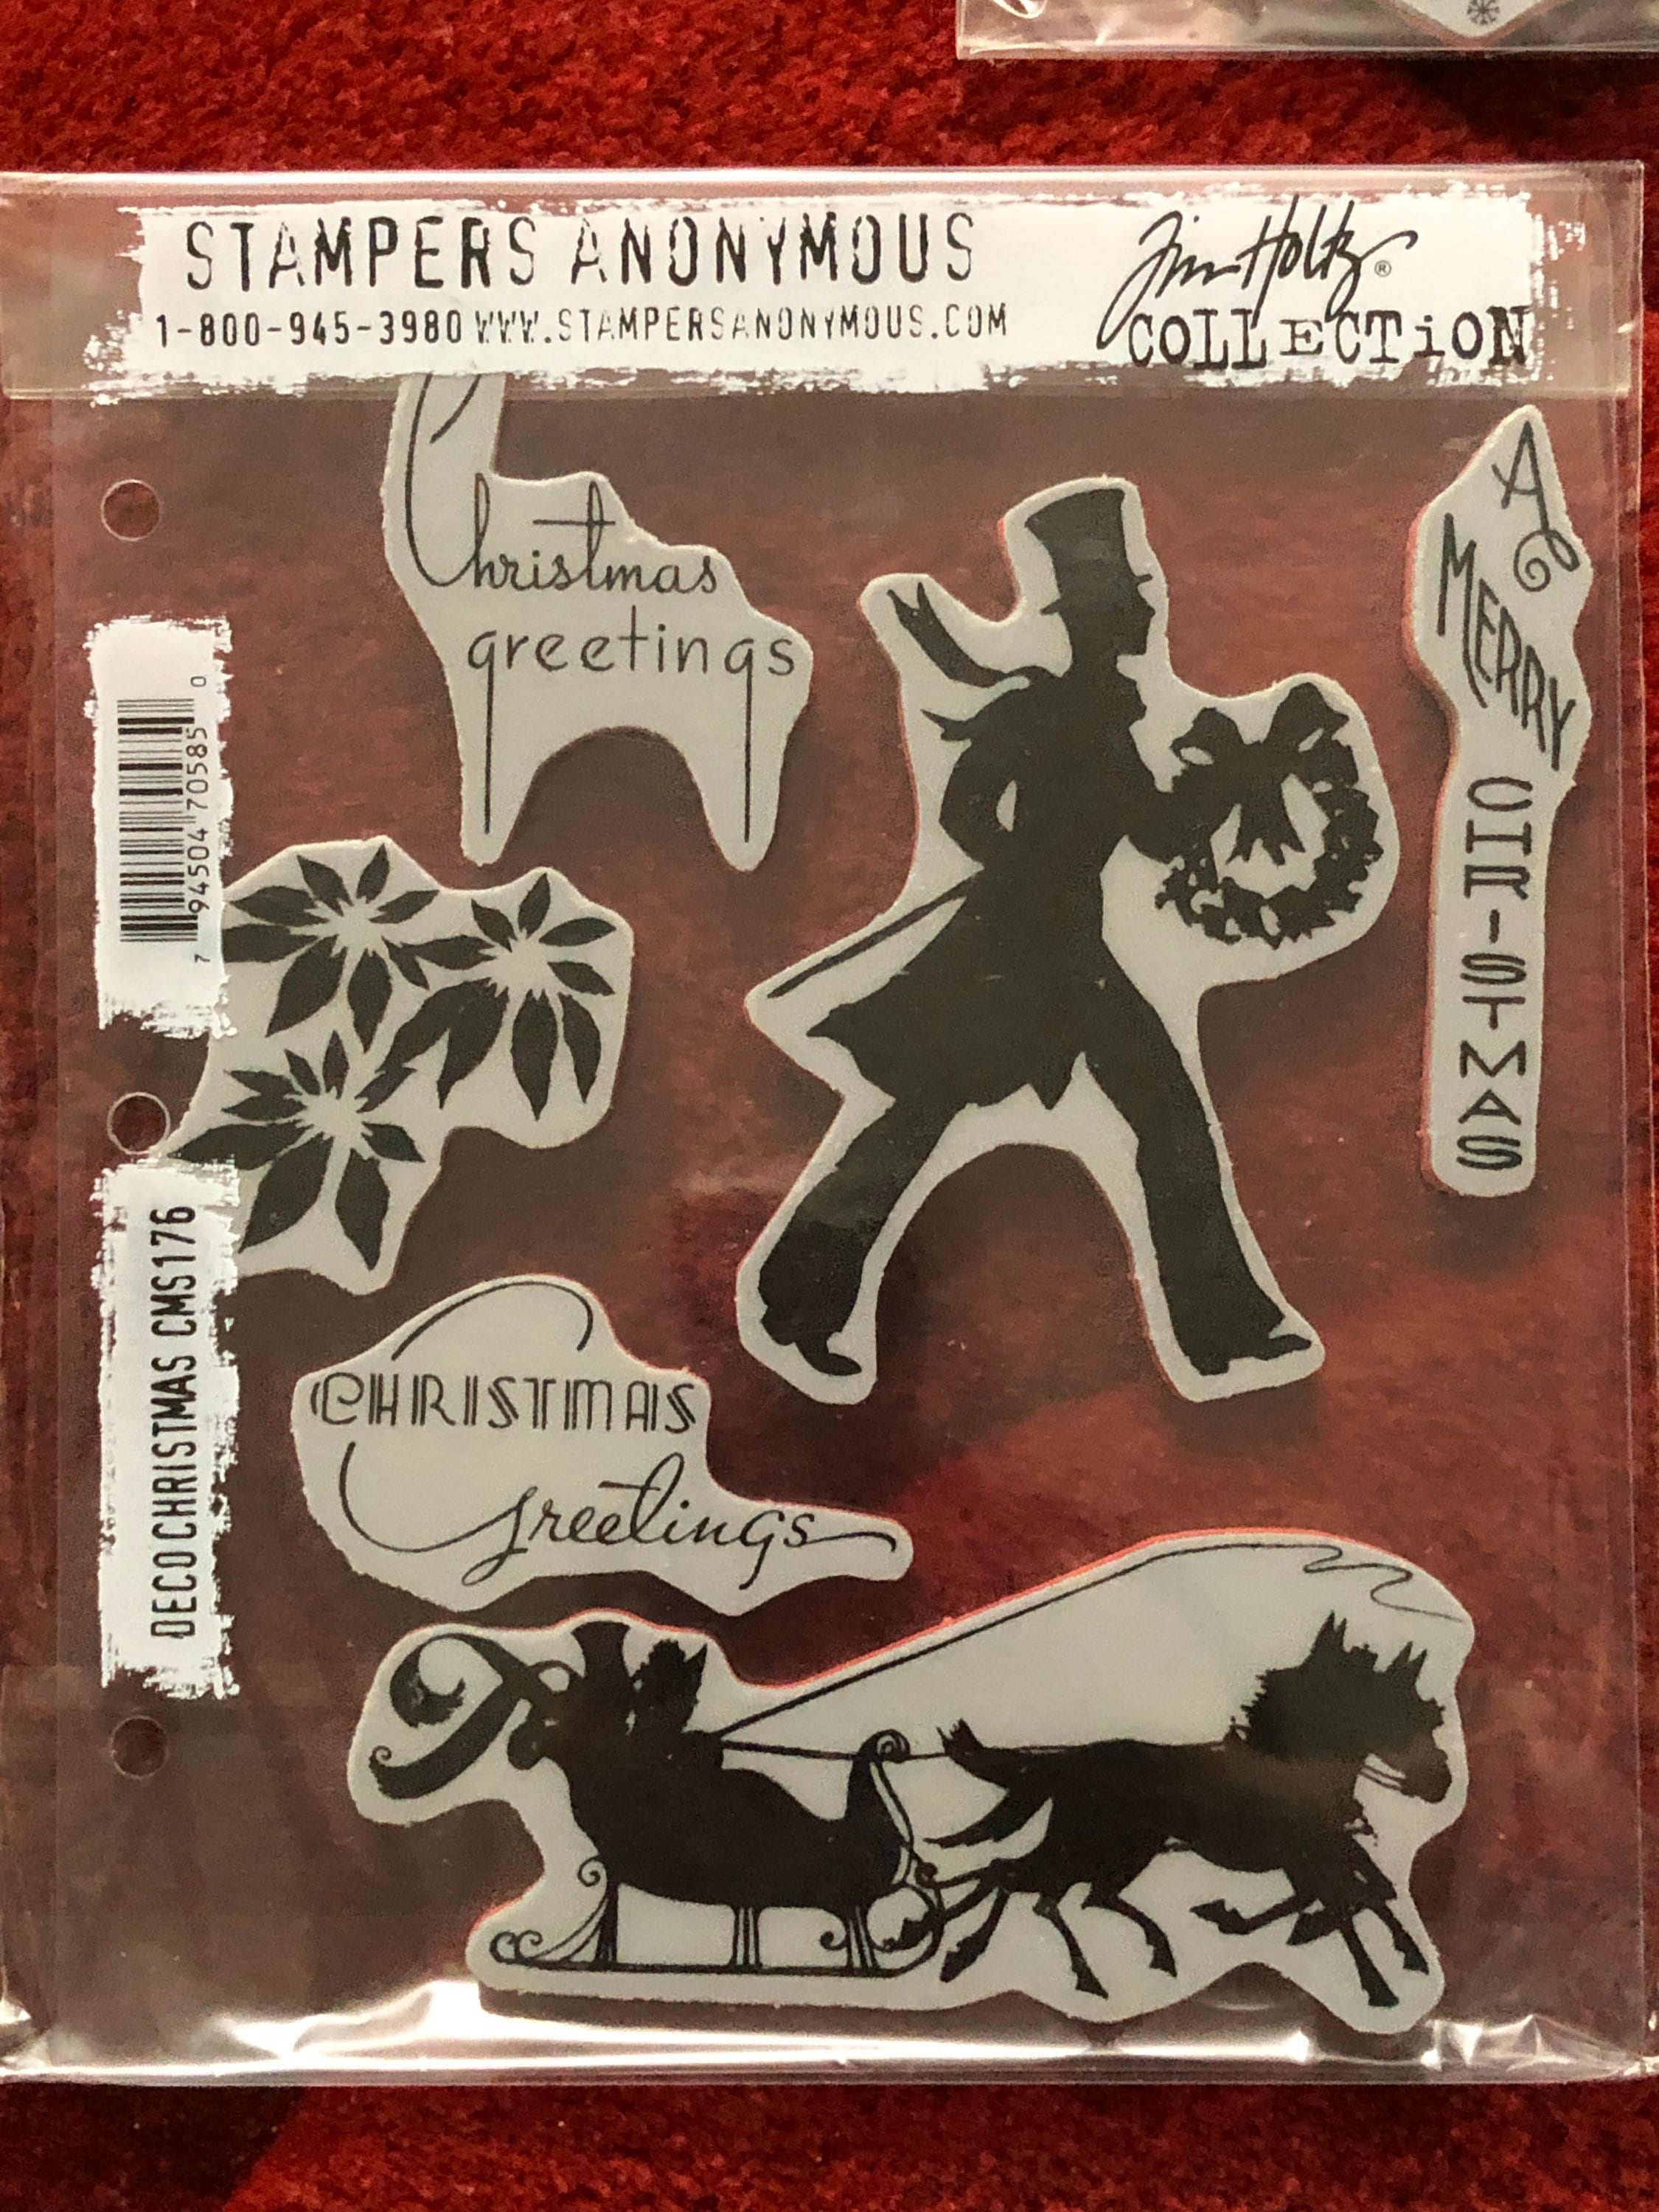 STAMPERS ANONYMOUS
1-800-945-3980 WWW.STAMPERSANONYMOUS.COM
Tim Holtz®
COLLECTiON
Christmas
greetings
A
MERRY
CHRISTMAS
7 94504 70585 0
DECO CHRISTMAS CMS176
CHRISTMAS
Greetings